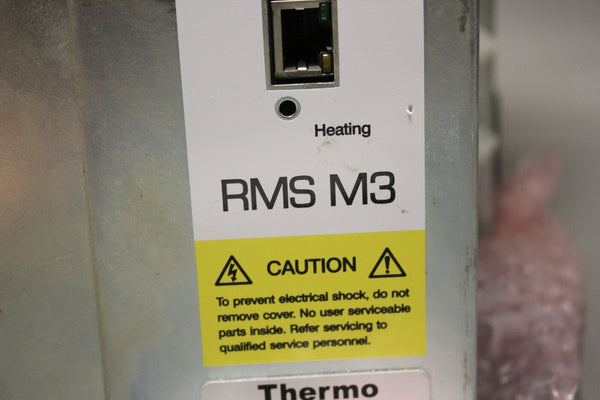 Heating
RMS M3
CAUTION
To prevent electrical shock, do not
remove cover. No user serviceable
parts inside. Refer servicing to
qualified service personnel.
Thermo